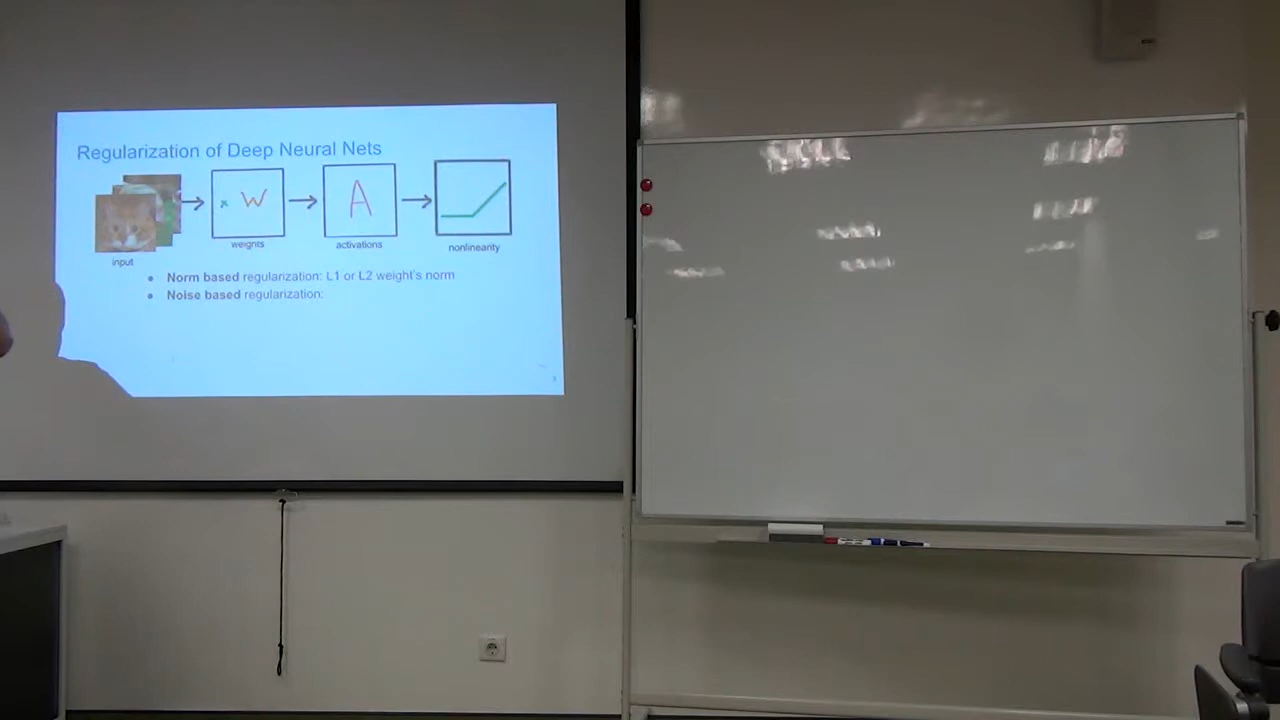 Regularization of Deep Neural Nets
x W
A
weights
activations
nonlinearity
input
● Norm based regularization: L1 or L2 weight's norm
● Noise based regularization: